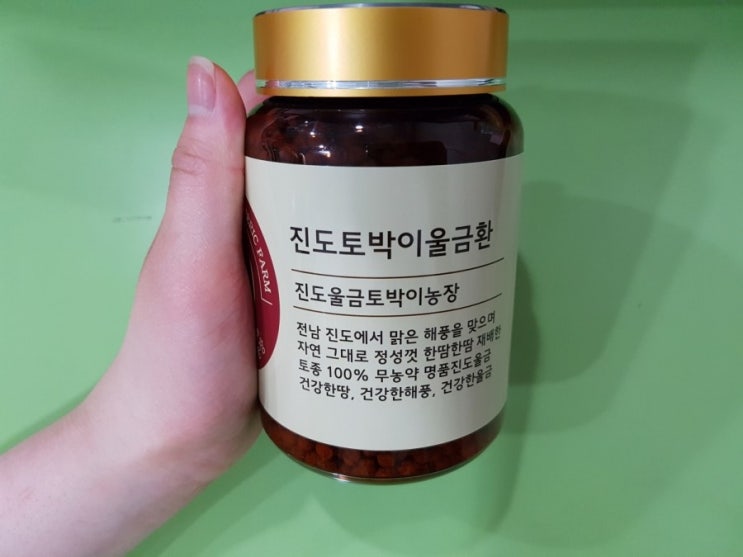 진도토박이울금환
진도울금토박이농장
전남 진도에서 맑은 해풍을 맞으며
자연 그대로 정성껏 한땀한땀 재배한
토종 100% 무농약 명품진도울금
건강한땅, 건강한해풍, 건강한울금
FARM